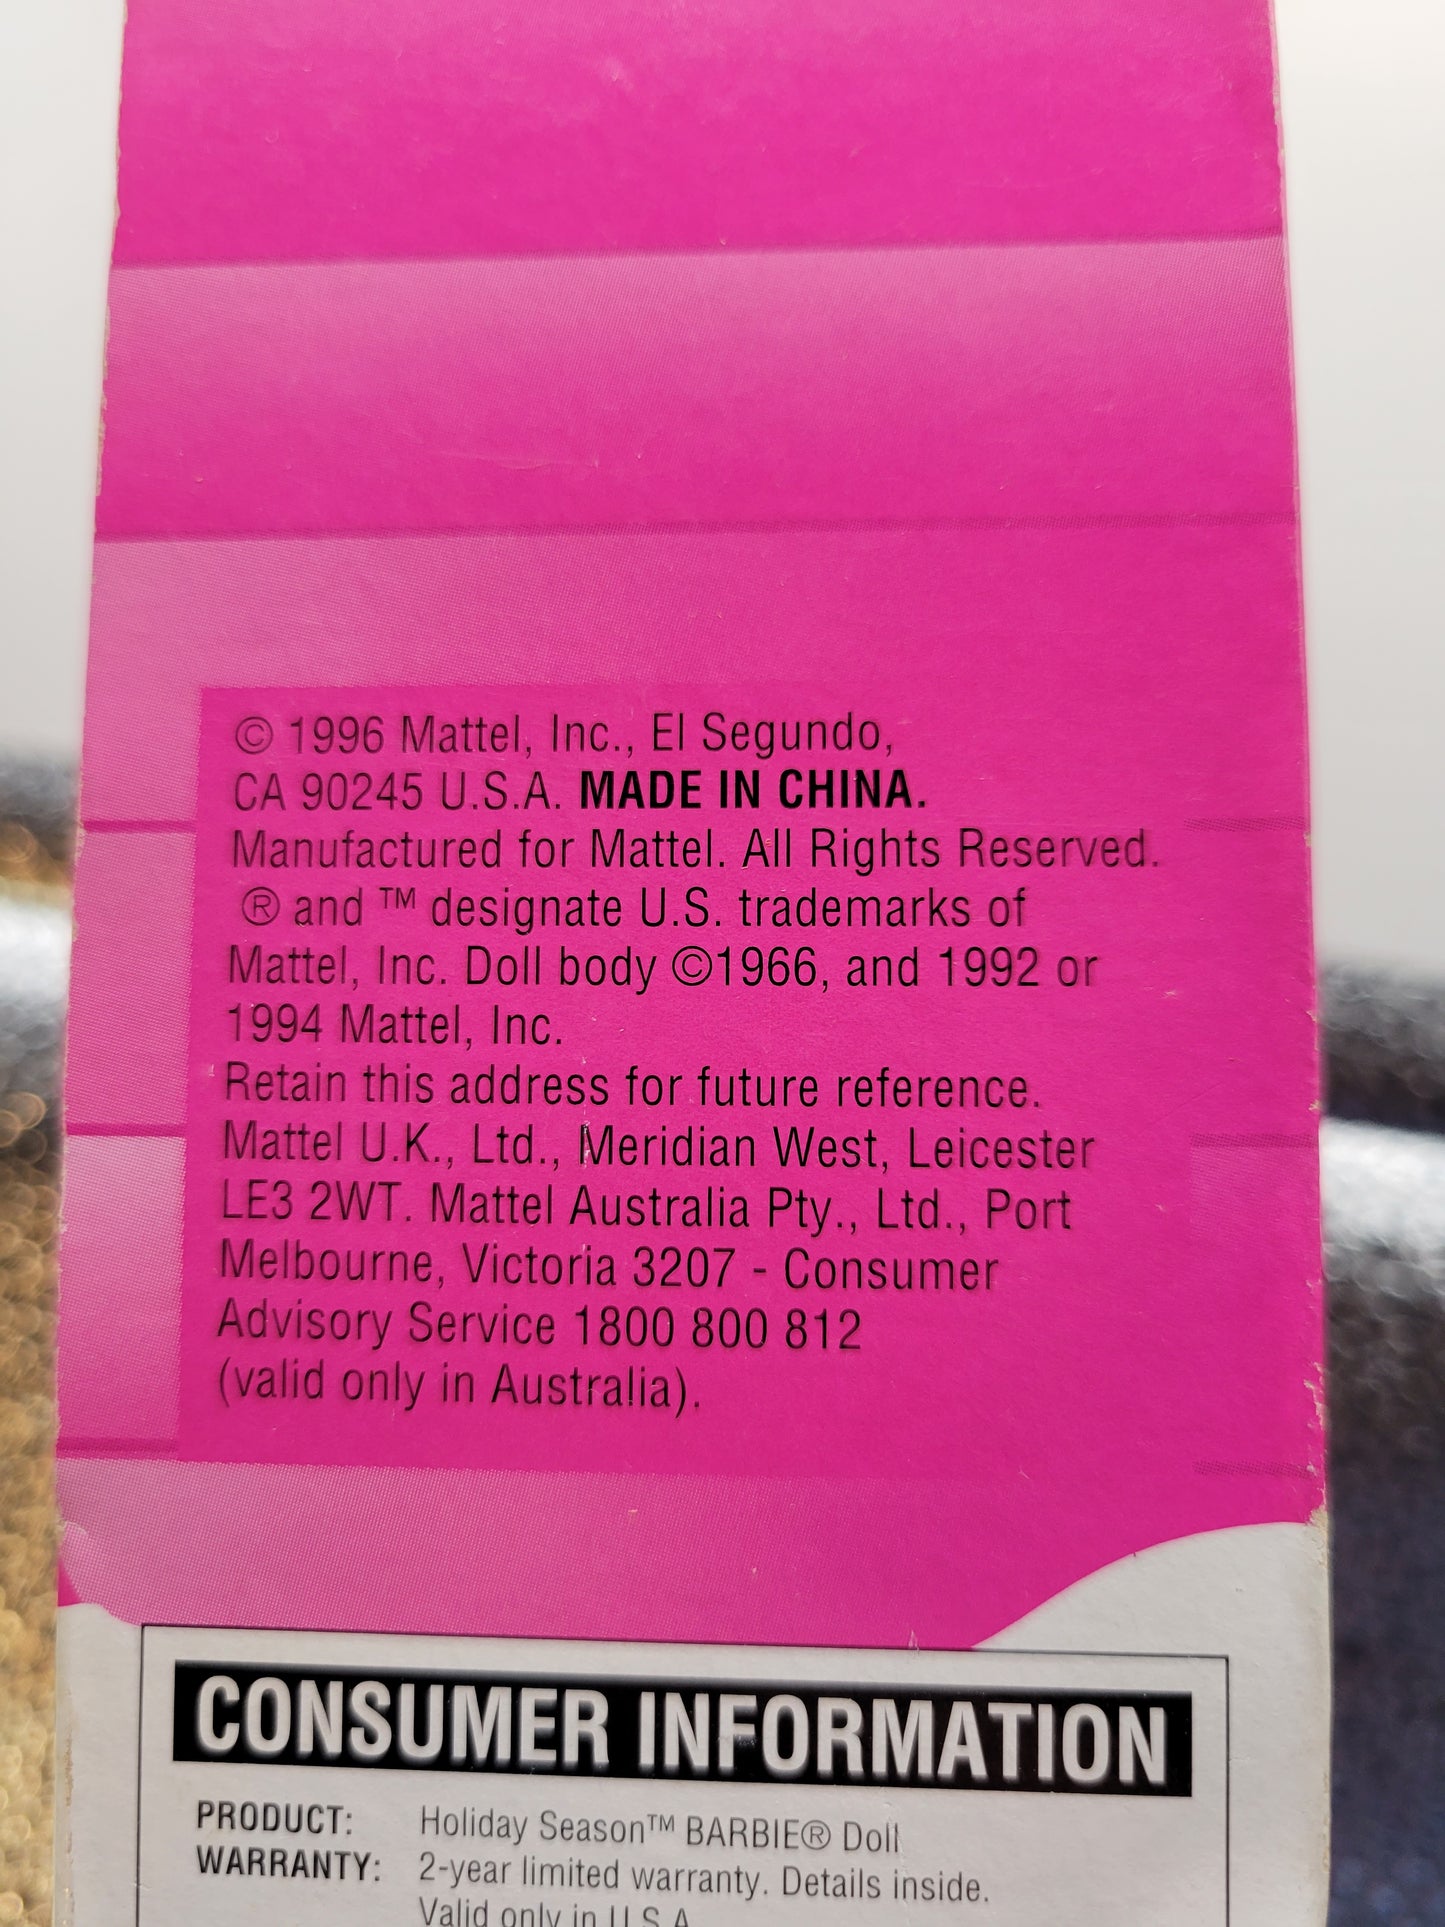 © 1996 Mattel, Inc., El Segundo,
CA 90245 U.S.A. MADE IN CHINA.
Manufactured for Mattel. All Rights Reserved.
® and ™ designate U.S. trademarks of
Mattel, Inc. Doll body ©1966, and 1992 or
1994 Mattel, Inc.
Retain this address for future reference.
Mattel U.K., Ltd., Meridian West, Leicester
LE3 2WT. Mattel Australia Pty., Ltd., Port
Melbourne, Victoria 3207 - Consumer
Advisory Service 1800 800 812
(valid only in Australia).
CONSUMER INFORMATION
PRODUCT: Holiday Season™ BARBIE® Doll
WARRANTY: 2-year limited warranty. Details inside.
Valid only in U.S.A.